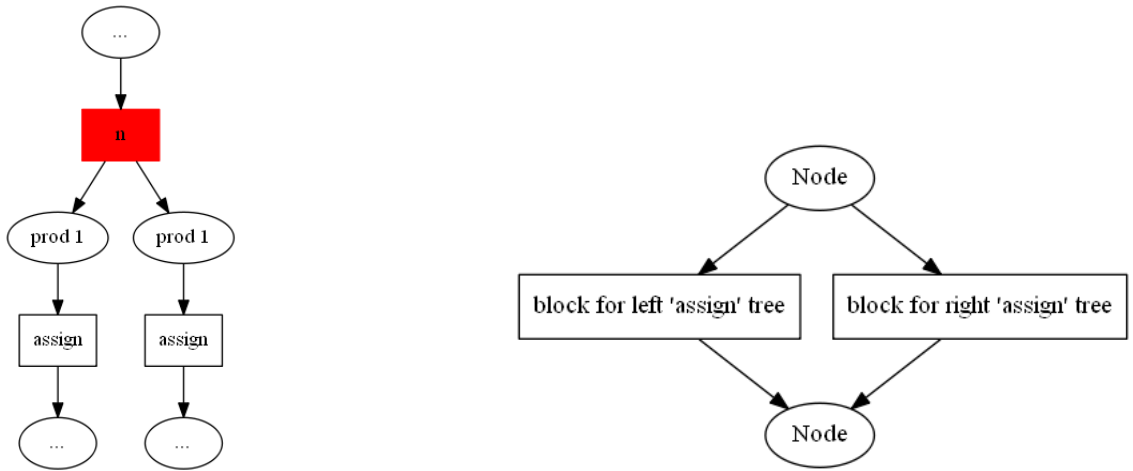 ...
n
prod 1
prod 1
assign
assign
...
...
Node
block for left 'assign' tree
block for right 'assign' tree
Node